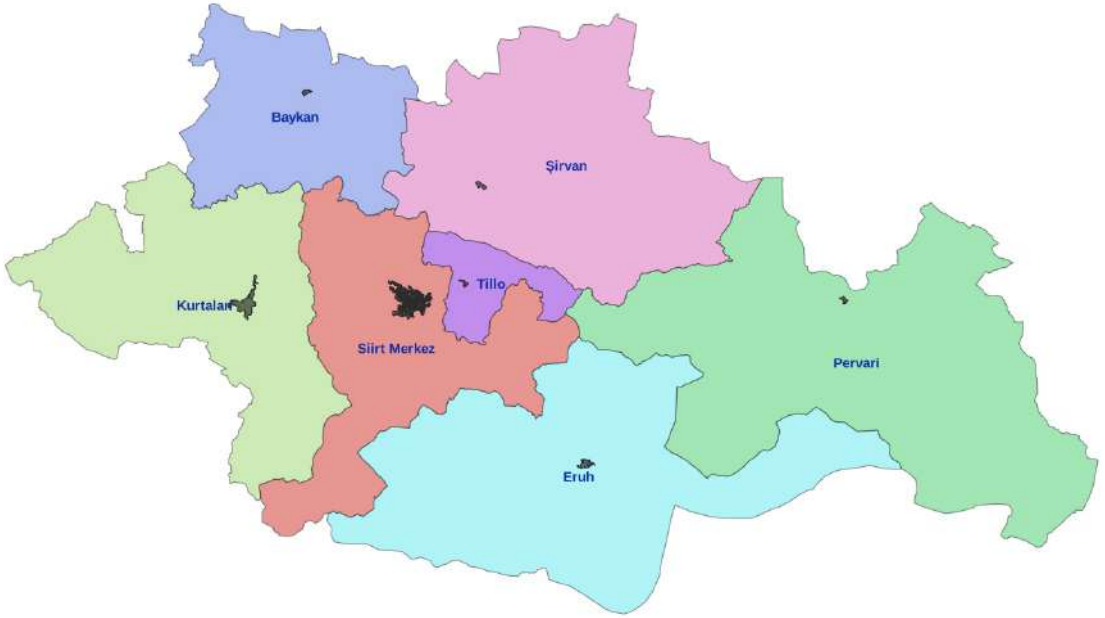 Baykan
Şirvan
Kurtalan
Tillo
Siirt Merkez
Pervari
Eruh